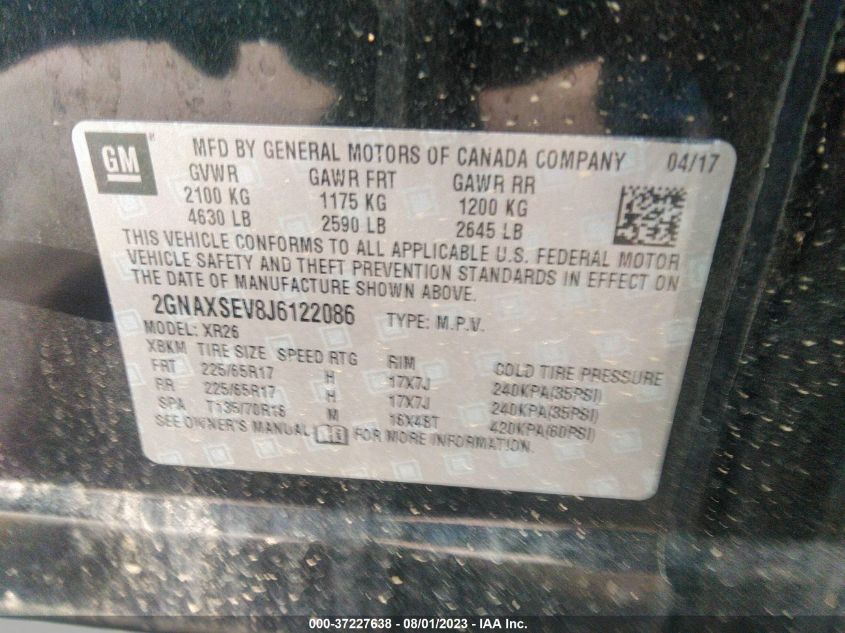 GM MFD BY GENERAL MOTORS OF CANADA COMPANY 04/17
GVWR GAWR FRT GAWR RR
2100 KG 1175 KG 1200 KG
4630 LB 2590 LB 2645 LB
THIS VEHICLE CONFORMS TO ALL APPLICABLE U.S. FEDERAL MOTOR
VEHICLE SAFETY AND THEFT PREVENTION STANDARDS IN EFFECT ON
THE DATE OF MANUFACTURE SHOWN ABOVE.
2GNAXSEV8J6122086 TYPE: M.P.V.
MODEL: XR26
XBKM TIRE SIZE SPEED RTG RIM COLD TIRE PRESSURE
FRT 225/65R17 H 17X7J 240KPA(35PSI)
RR 225/65R17 H 17X7J 240KPA(35PSI)
SPA T135/70R16 M 16X4BT 420KPA(60PSI)
SEE OWNER'S MANUAL FOR MORE INFORMATION.
000-37227638 - 08/01/2023 - IAA Inc.